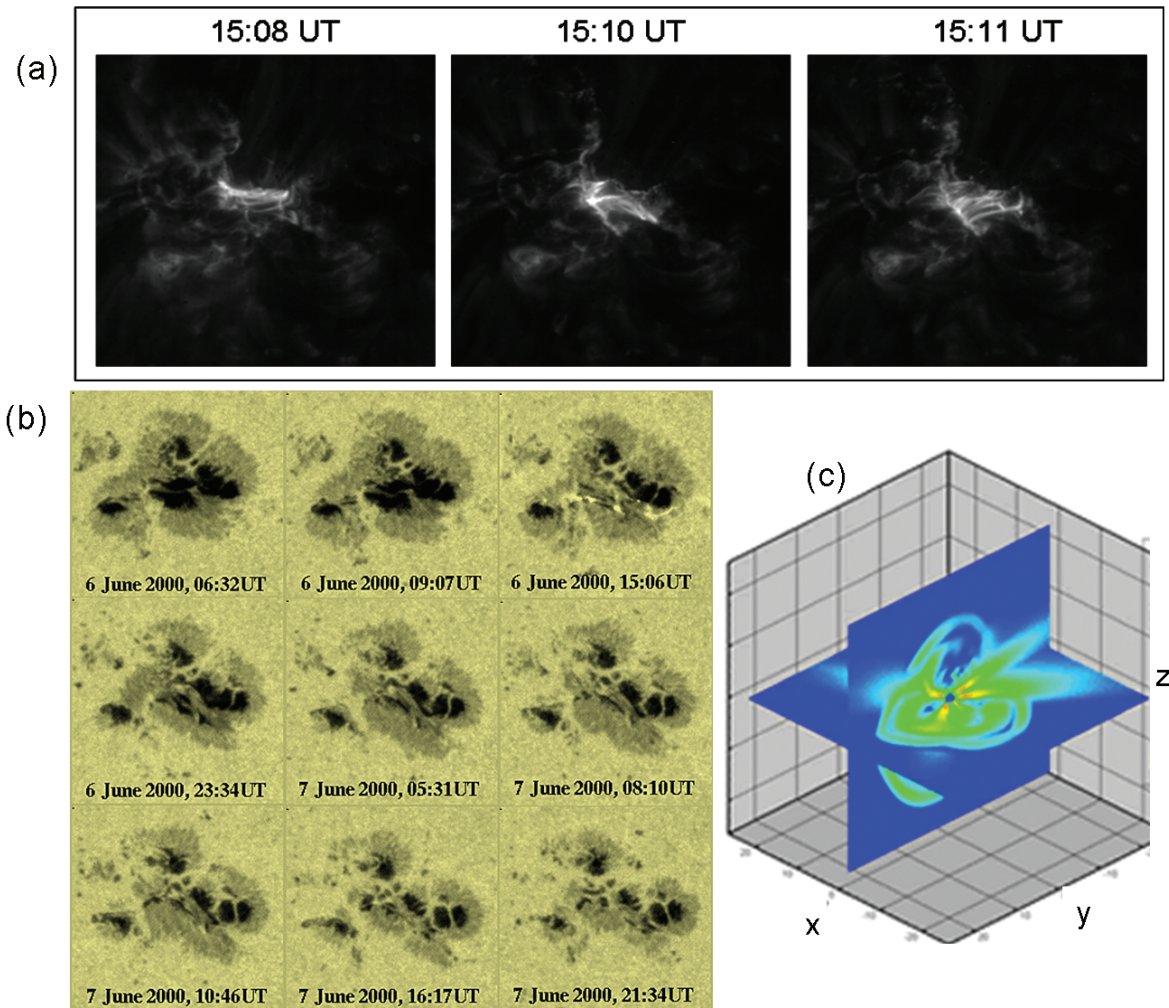 15:08 UT 15:10 UT 15:11 UT
(a)
(b)
6 June 2000, 06:32UT 6 June 2000, 09:07UT 6 June 2000, 15:06UT
6 June 2000, 23:34UT 7 June 2000, 05:31UT 7 June 2000, 08:10UT
7 June 2000, 10:46UT 7 June 2000, 16:17UT 7 June 2000, 21:34UT
(c)
z
x
y